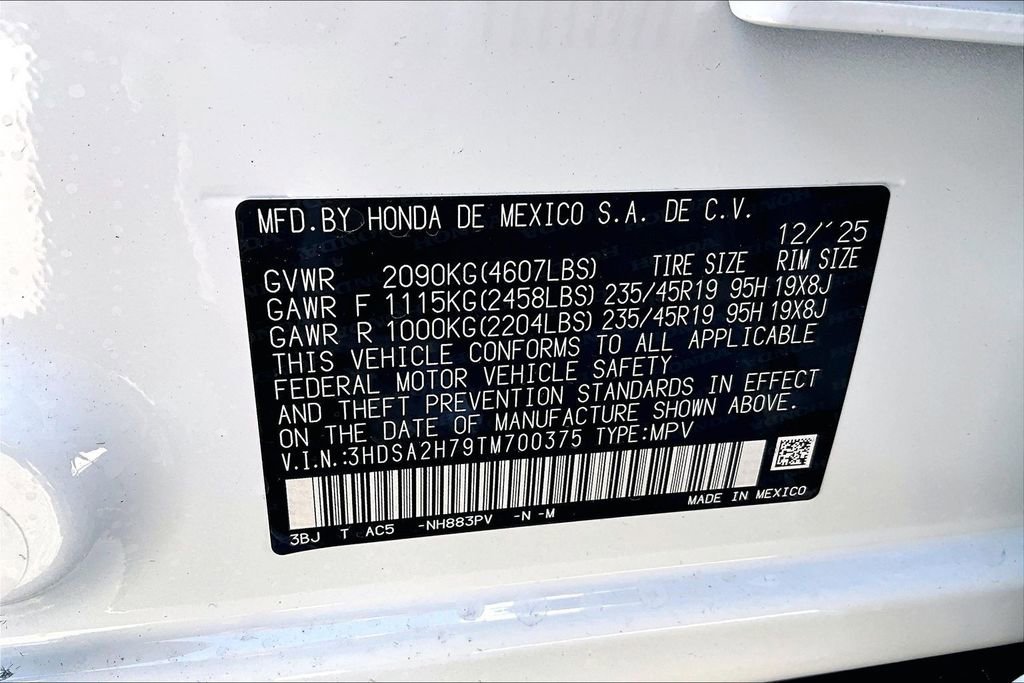 MFD. BY HONDA DE MEXICO S.A. DE C.V.
12/'25
GVWR 2090KG(4607LBS) TIRE SIZE RIM SIZE
GAWR F 1115KG(2458LBS) 235/45R19 95H 19X8J
GAWR R 1000KG(2204LBS) 235/45R19 95H 19X8J
THIS VEHICLE CONFORMS TO ALL APPLICABLE
FEDERAL MOTOR VEHICLE SAFETY
AND THEFT PREVENTION STANDARDS IN EFFECT
ON THE DATE OF MANUFACTURE SHOWN ABOVE.
V.I.N.:3HDSA2H79TM700375 TYPE:MPV
3BJ T AC5 -NH883PV -N -M MADE IN MEXICO